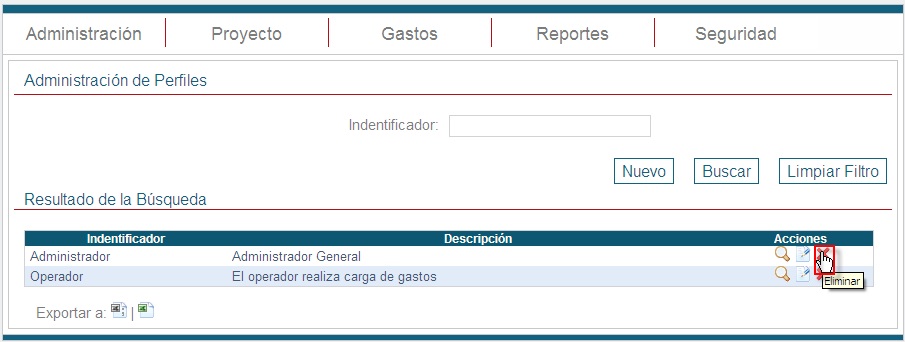 Administración Proyecto Gastos Reportes Seguridad
Administración de Perfiles
Indentificador:
Nuevo Buscar Limpiar Filtro
Resultado de la Búsqueda
Indentificador Descripción Acciones
Administrador Administrador General
Operador El operador realiza carga de gastos
Eliminar
Exportar a: |